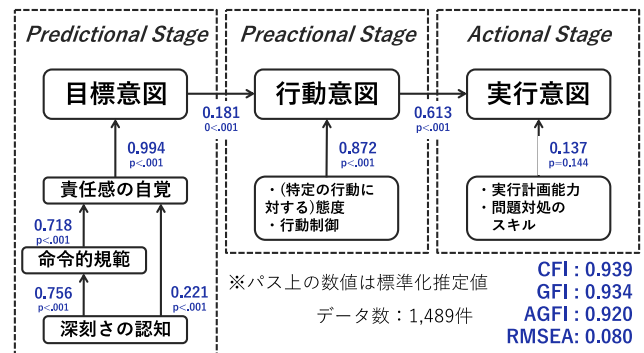 Predictional Stage
Preactional Stage
Actional Stage
目標意図
行動意図
実行意図
0.181
0<.001
0.613
p<.001
0.994
p<.001
0.872
p<.001
0.137
p=0.144
責任感の自覚
・(特定の行動に
対する)態度
・行動制御
・実行計画能力
・問題対処の
スキル
0.718
p<.001
命令的規範
0.756
p<.001
0.221
p<.001
深刻さの認知
※パス上の数値は標準化推定値
データ数：1,489件
CFI : 0.939
GFI : 0.934
AGFI : 0.920
RMSEA: 0.080